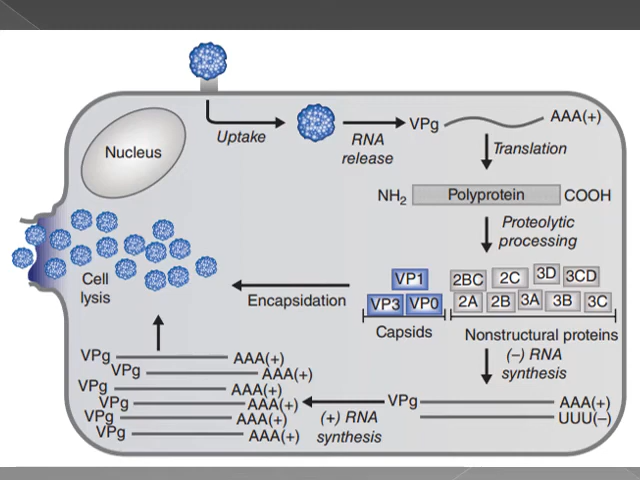 Uptake
RNA
release
VPg
AAA(+)
Nucleus
Translation
NH2
Polyprotein
COOH
Proteolytic
processing
VP1
VP3 VP0
Capsids
2BC 2C 3D 3CD
2A 2B 3A 3B 3C
Nonstructural proteins
Encapsidation
Cell
lysis
(–) RNA
synthesis
VPg AAA(+)
UUU(–)
(+) RNA
synthesis
VPg AAA(+)
VPg AAA(+)
VPg AAA(+)
VPg AAA(+)
VPg AAA(+)
VPg AAA(+)